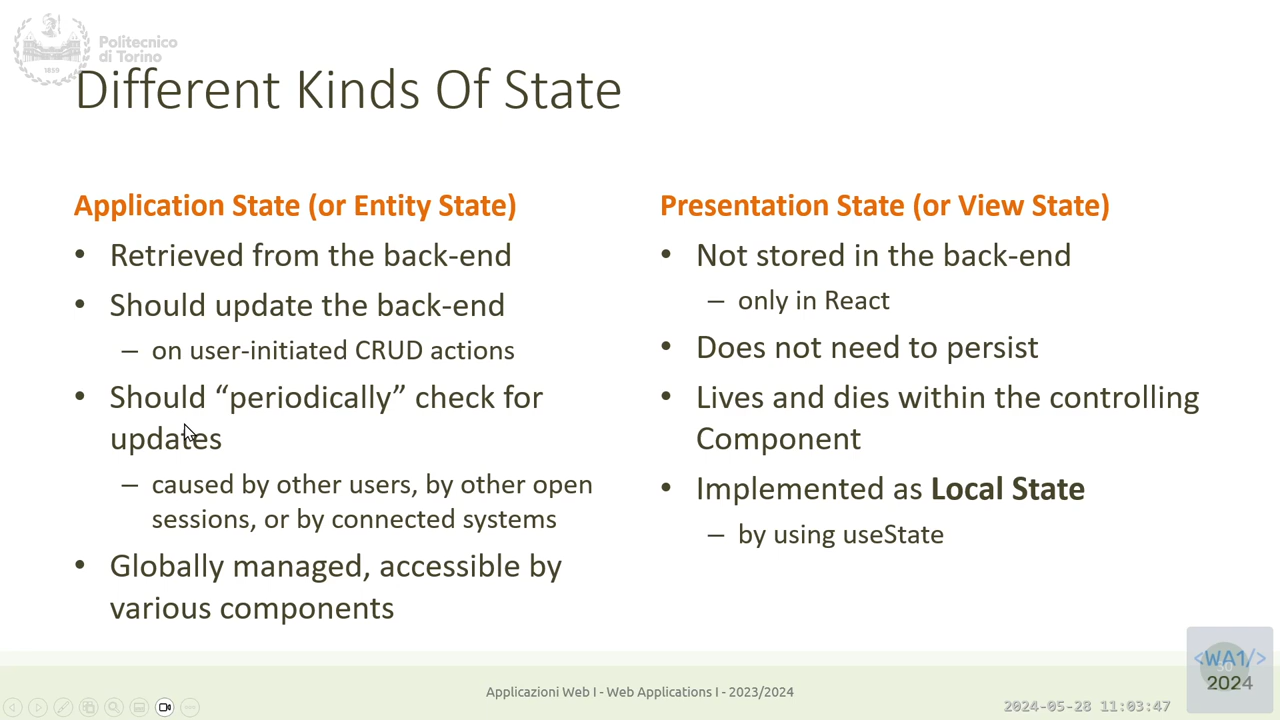 Politecnico
di Torino
1859
Different Kinds Of State
Application State (or Entity State)
• Retrieved from the back-end
• Should update the back-end
– on user-initiated CRUD actions
• Should “periodically” check for
updates
– caused by other users, by other open
sessions, or by connected systems
• Globally managed, accessible by
various components
Presentation State (or View State)
• Not stored in the back-end
– only in React
• Does not need to persist
• Lives and dies within the controlling
Component
• Implemented as Local State
– by using useState
Applicazioni Web I - Web Applications I - 2023/2024
2024-05-28 11:03:47
<WA1/>
30
2024